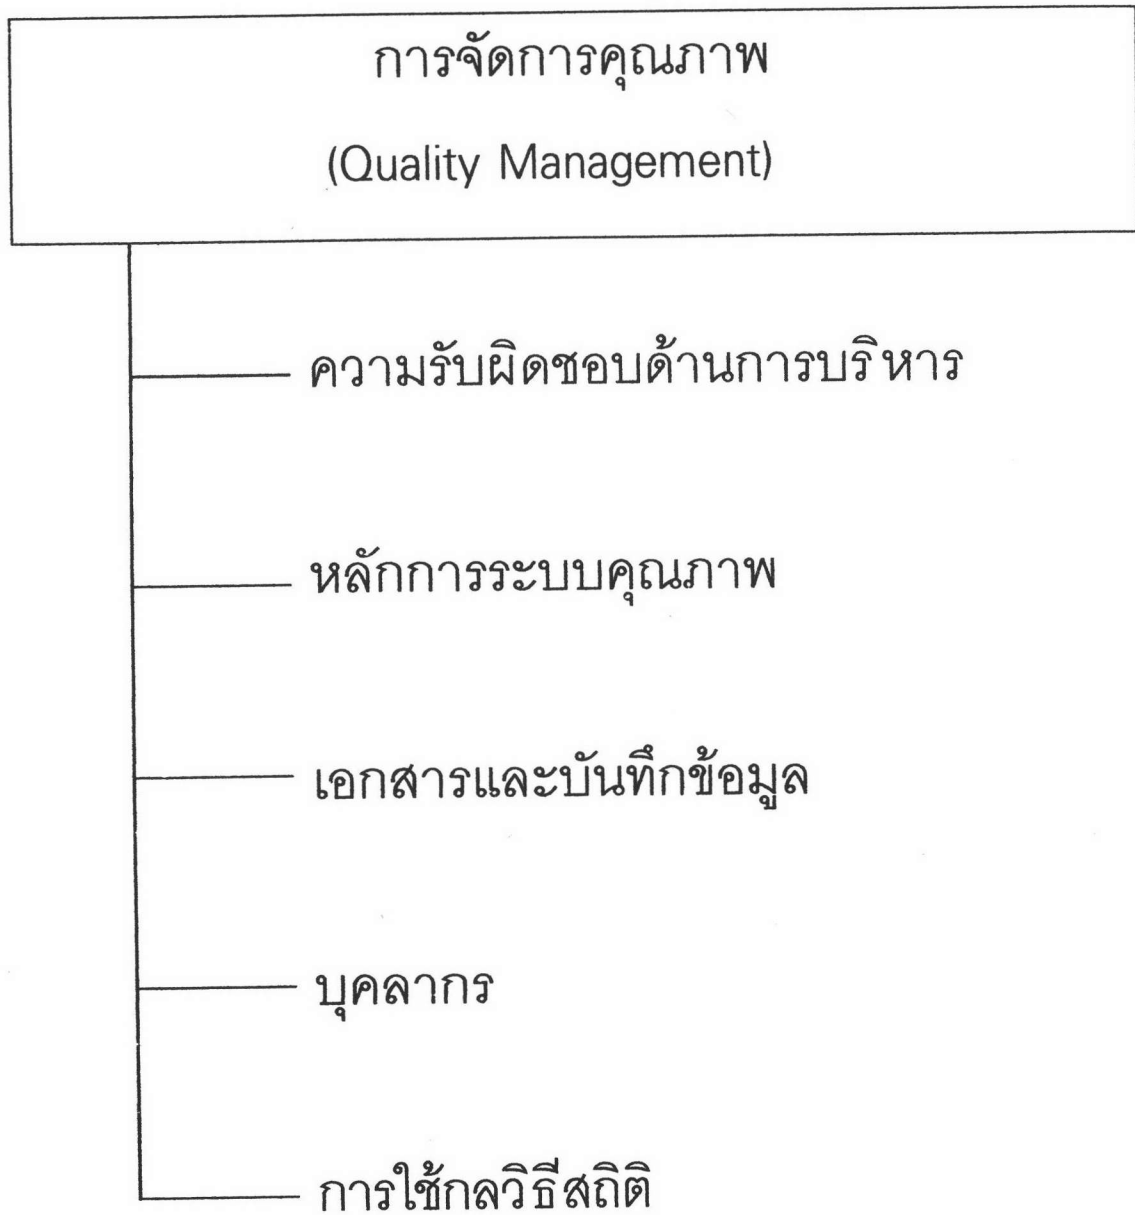 การจัดการคุณภาพ
(Quality Management)
ความรับผิดชอบด้านการบริหาร
หลักการระบบคุณภาพ
เอกสารและบันทึกข้อมูล
บุคลากร
การใช้กลวิธีสถิติ